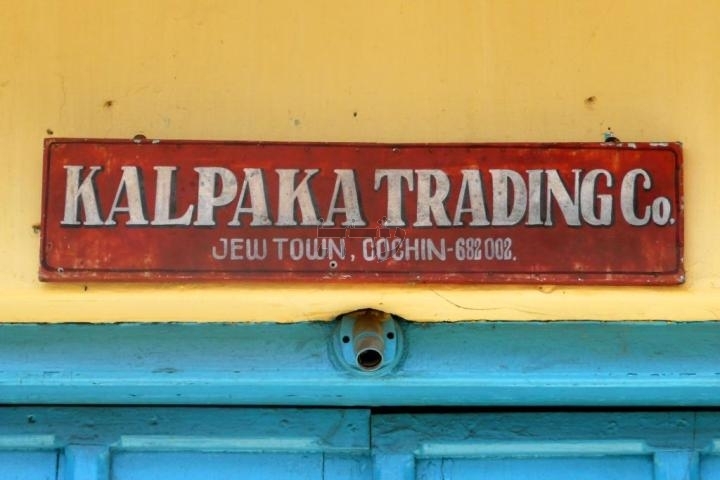 KALPAKA TRADING Co.
JEW TOWN, COCHIN-682 002.